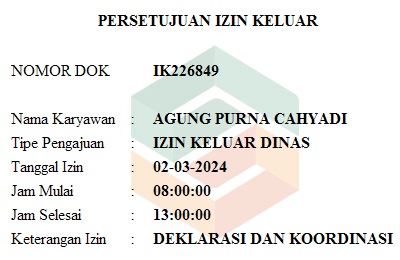 PERSETUJUAN IZIN KELUAR
NOMOR DOK IK226849
Nama Karyawan : AGUNG PURNA CAHYADI
Tipe Pengajuan : IZIN KELUAR DINAS
Tanggal Izin : 02-03-2024
Jam Mulai : 08:00:00
Jam Selesai : 13:00:00
Keterangan Izin : DEKLARASI DAN KOORDINASI